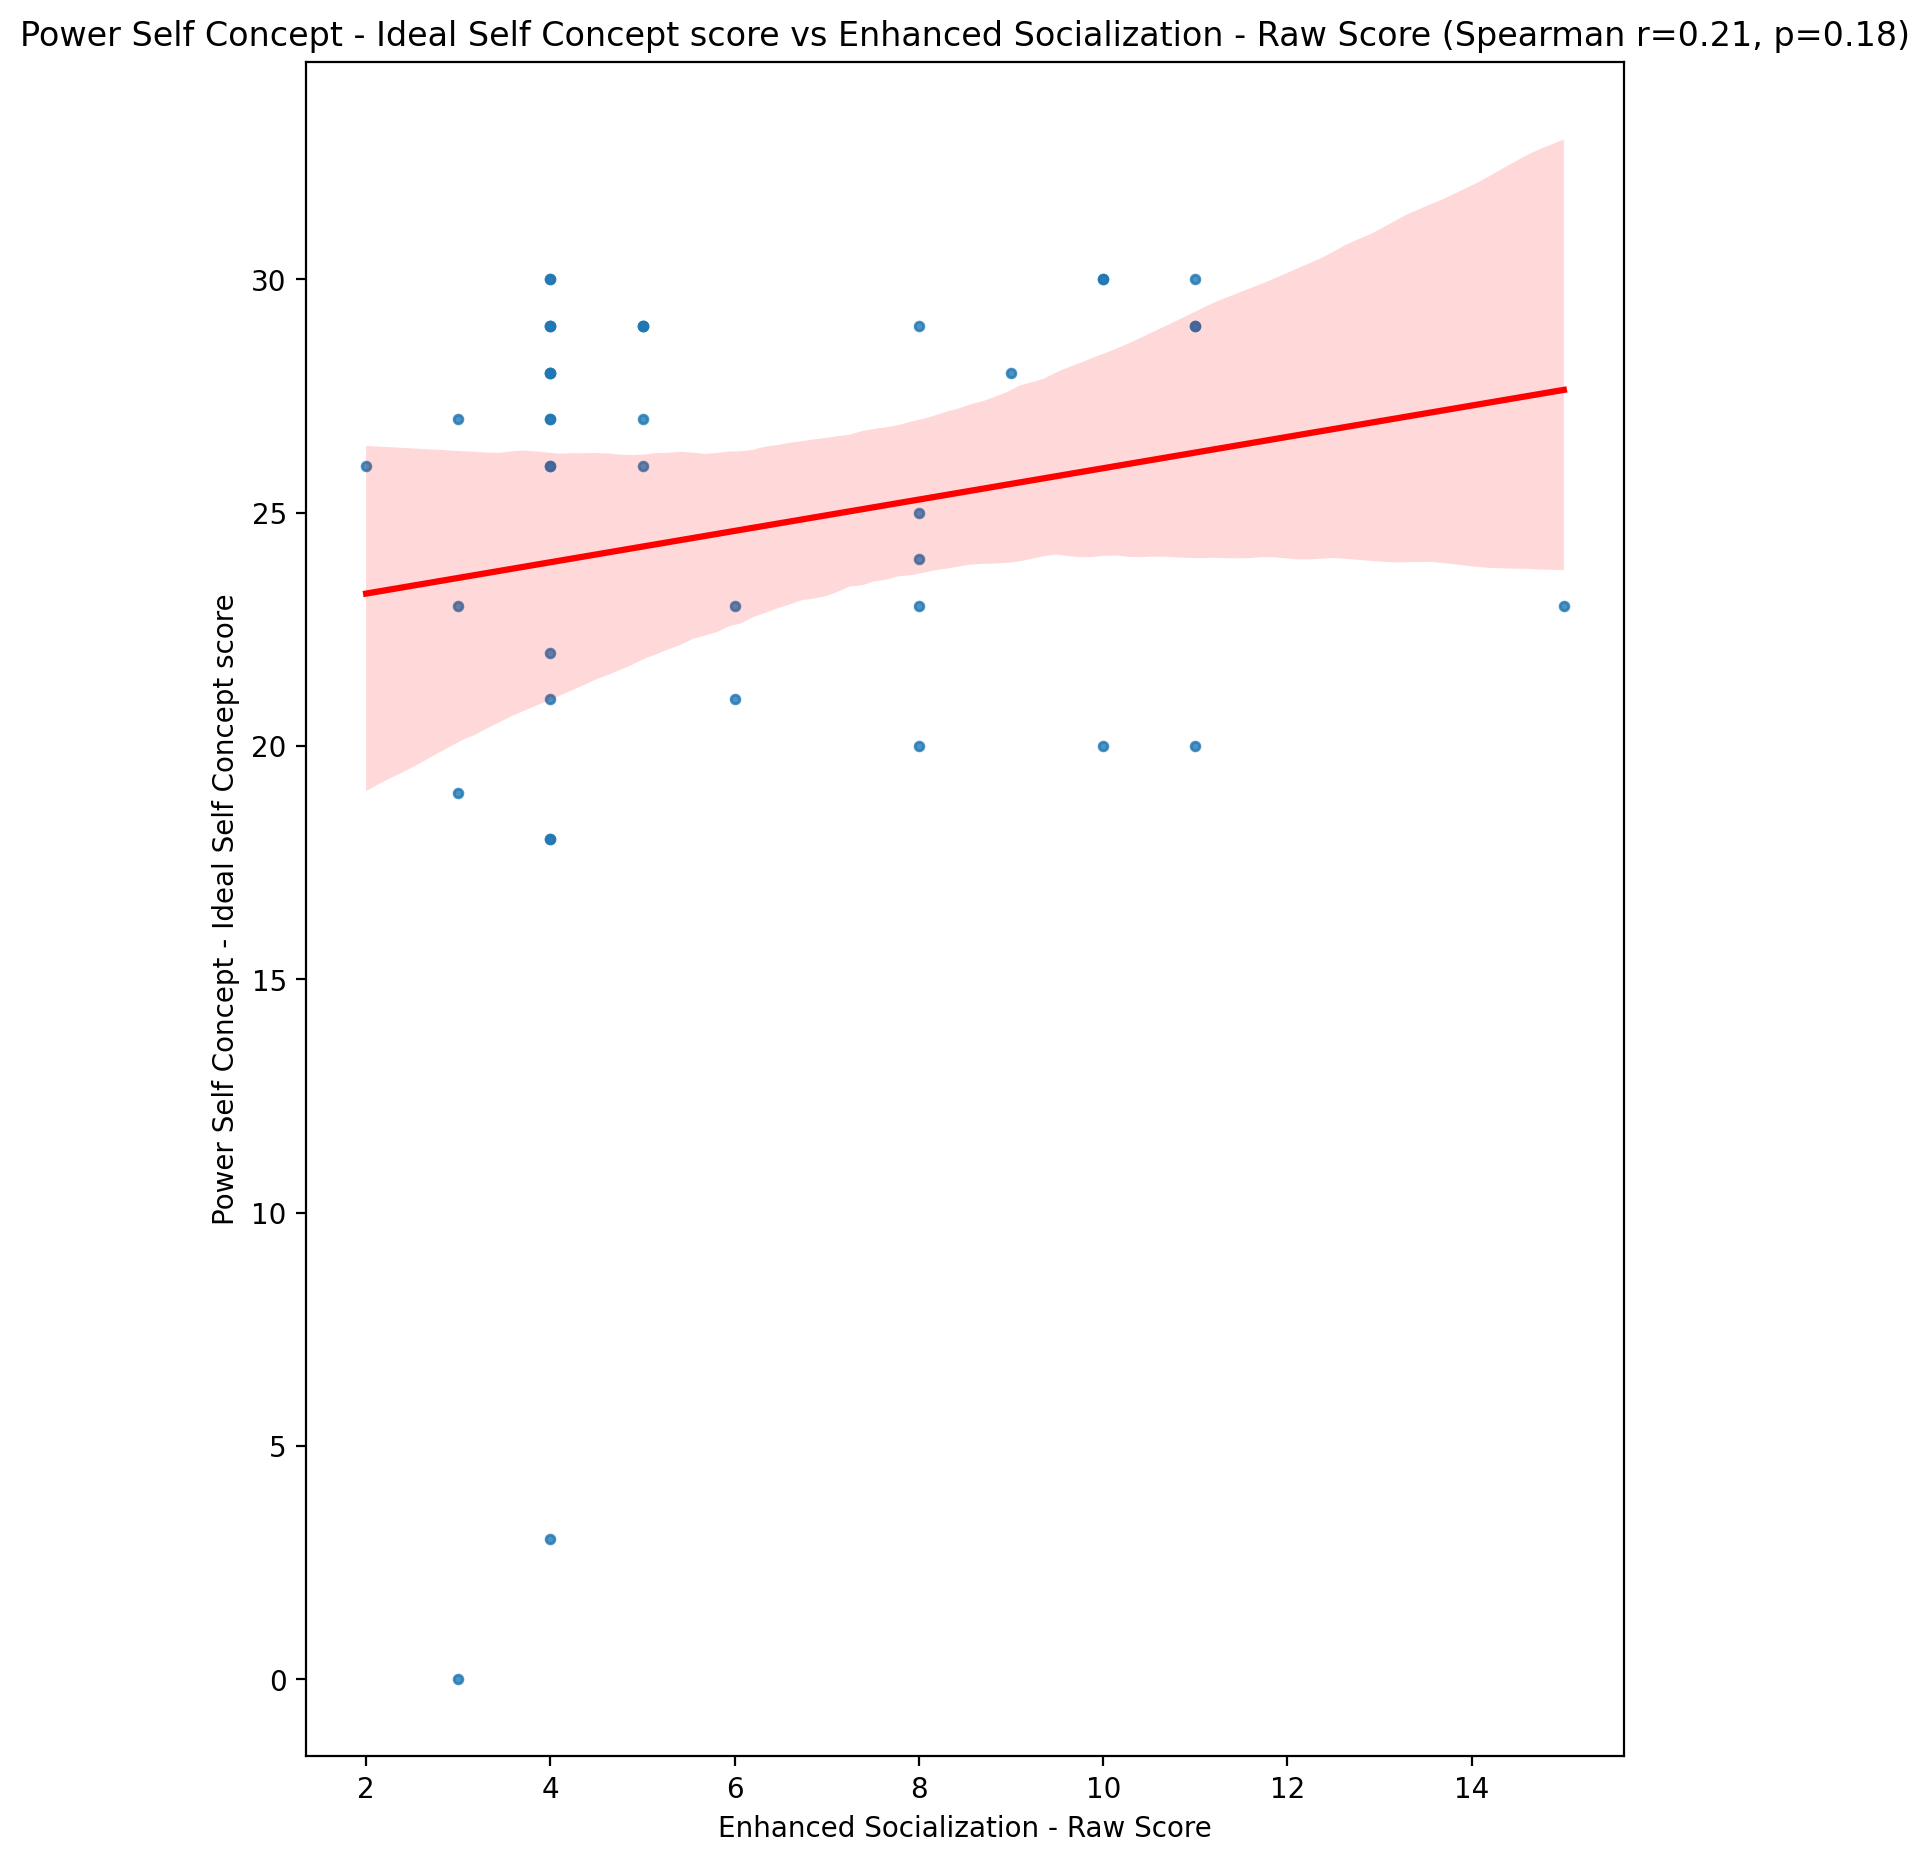 Power Self Concept - Ideal Self Concept score vs Enhanced Socialization - Raw Score (Spearman r=0.21, p=0.18)
Power Self Concept - Ideal Self Concept score
30
25
20
15
10
5
0
2 4 6 8 10 12 14
Enhanced Socialization - Raw Score